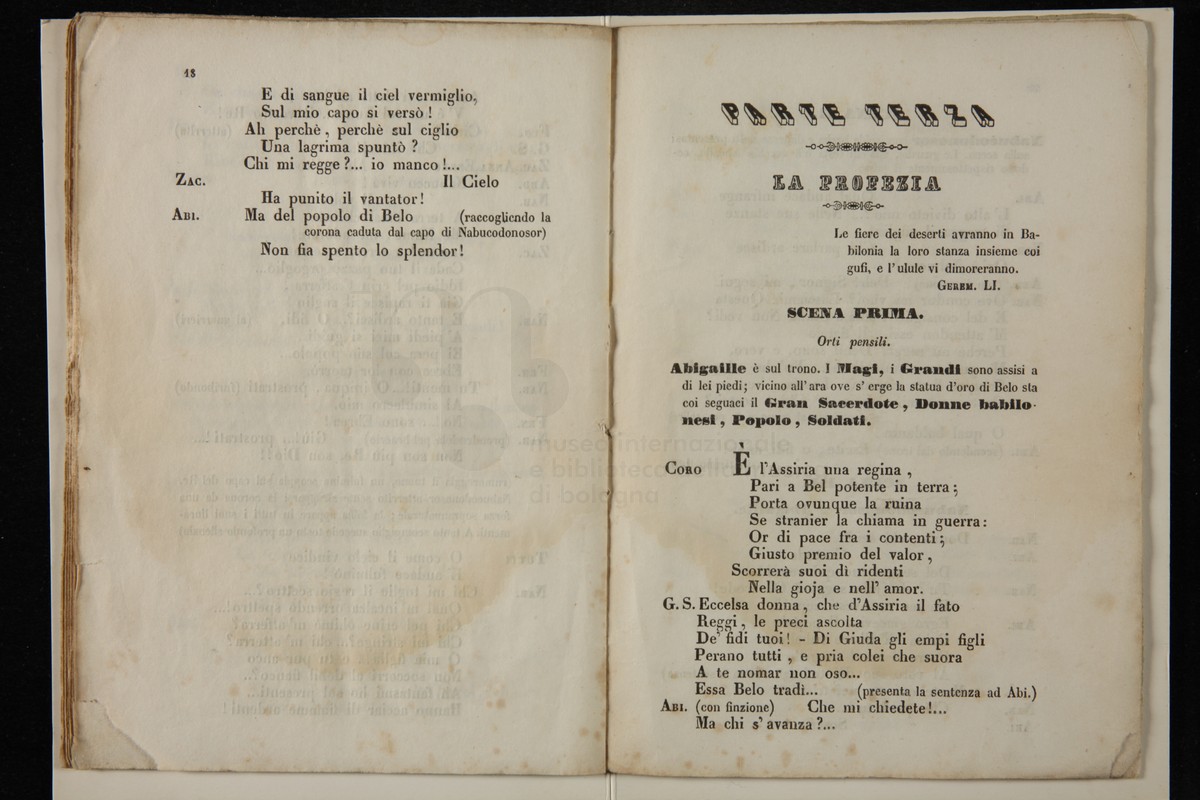 18
E di sangue il ciel vermiglio,
Sul mio capo si versò !
Ah perchè, perchè sul ciglio
Una lagrima spuntò ?
Chi mi regge ?... io manco !...
ZAC. Il Cielo
Ha punito il vantator !
ABI. Ma del popolo di Belo (raccogliendo la
corona caduta dal capo di Nabucodonosor)
Non fia spento lo splendor !
PARTE TERZA
LA PROFEZIA
Le fiere dei deserti avranno in Ba-
bilonia la loro stanza insieme coi
gufi, e l'ulule vi dimoreranno.
GEREM. LI.
SCENA PRIMA.
Orti pensili.
Abigaille è sul trono. I Magi, i Grandi sono assisi a
di lei piedi; vicino all'ara ove s'erge la statua d'oro di Belo sta
coi seguaci il Gran Sacerdote, Donne babilo-
nesi, Popolo, Soldati.
CORO È l'Assiria una regina,
Pari a Bel potente in terra;
Porta ovunque la ruina
Se stranier la chiama in guerra:
Or di pace fra i contenti;
Giusto premio del valor,
Scorrerà suoi dì ridenti
Nella gioja e nell'amor.
G. S. Eccelsa donna, che d'Assiria il fato
Reggi, le preci ascolta
De' fidi tuoi! - Di Giuda gli empi figli
Perano tutti, e pria colei che suora
A te nomar non oso...
Essa Belo tradì... (presenta la sentenza ad Abi.)
ABI. (con finzione) Che mi chiedete!...
Ma chi s'avanza ?...
museo internazionale
e biblioteca della
di bologna